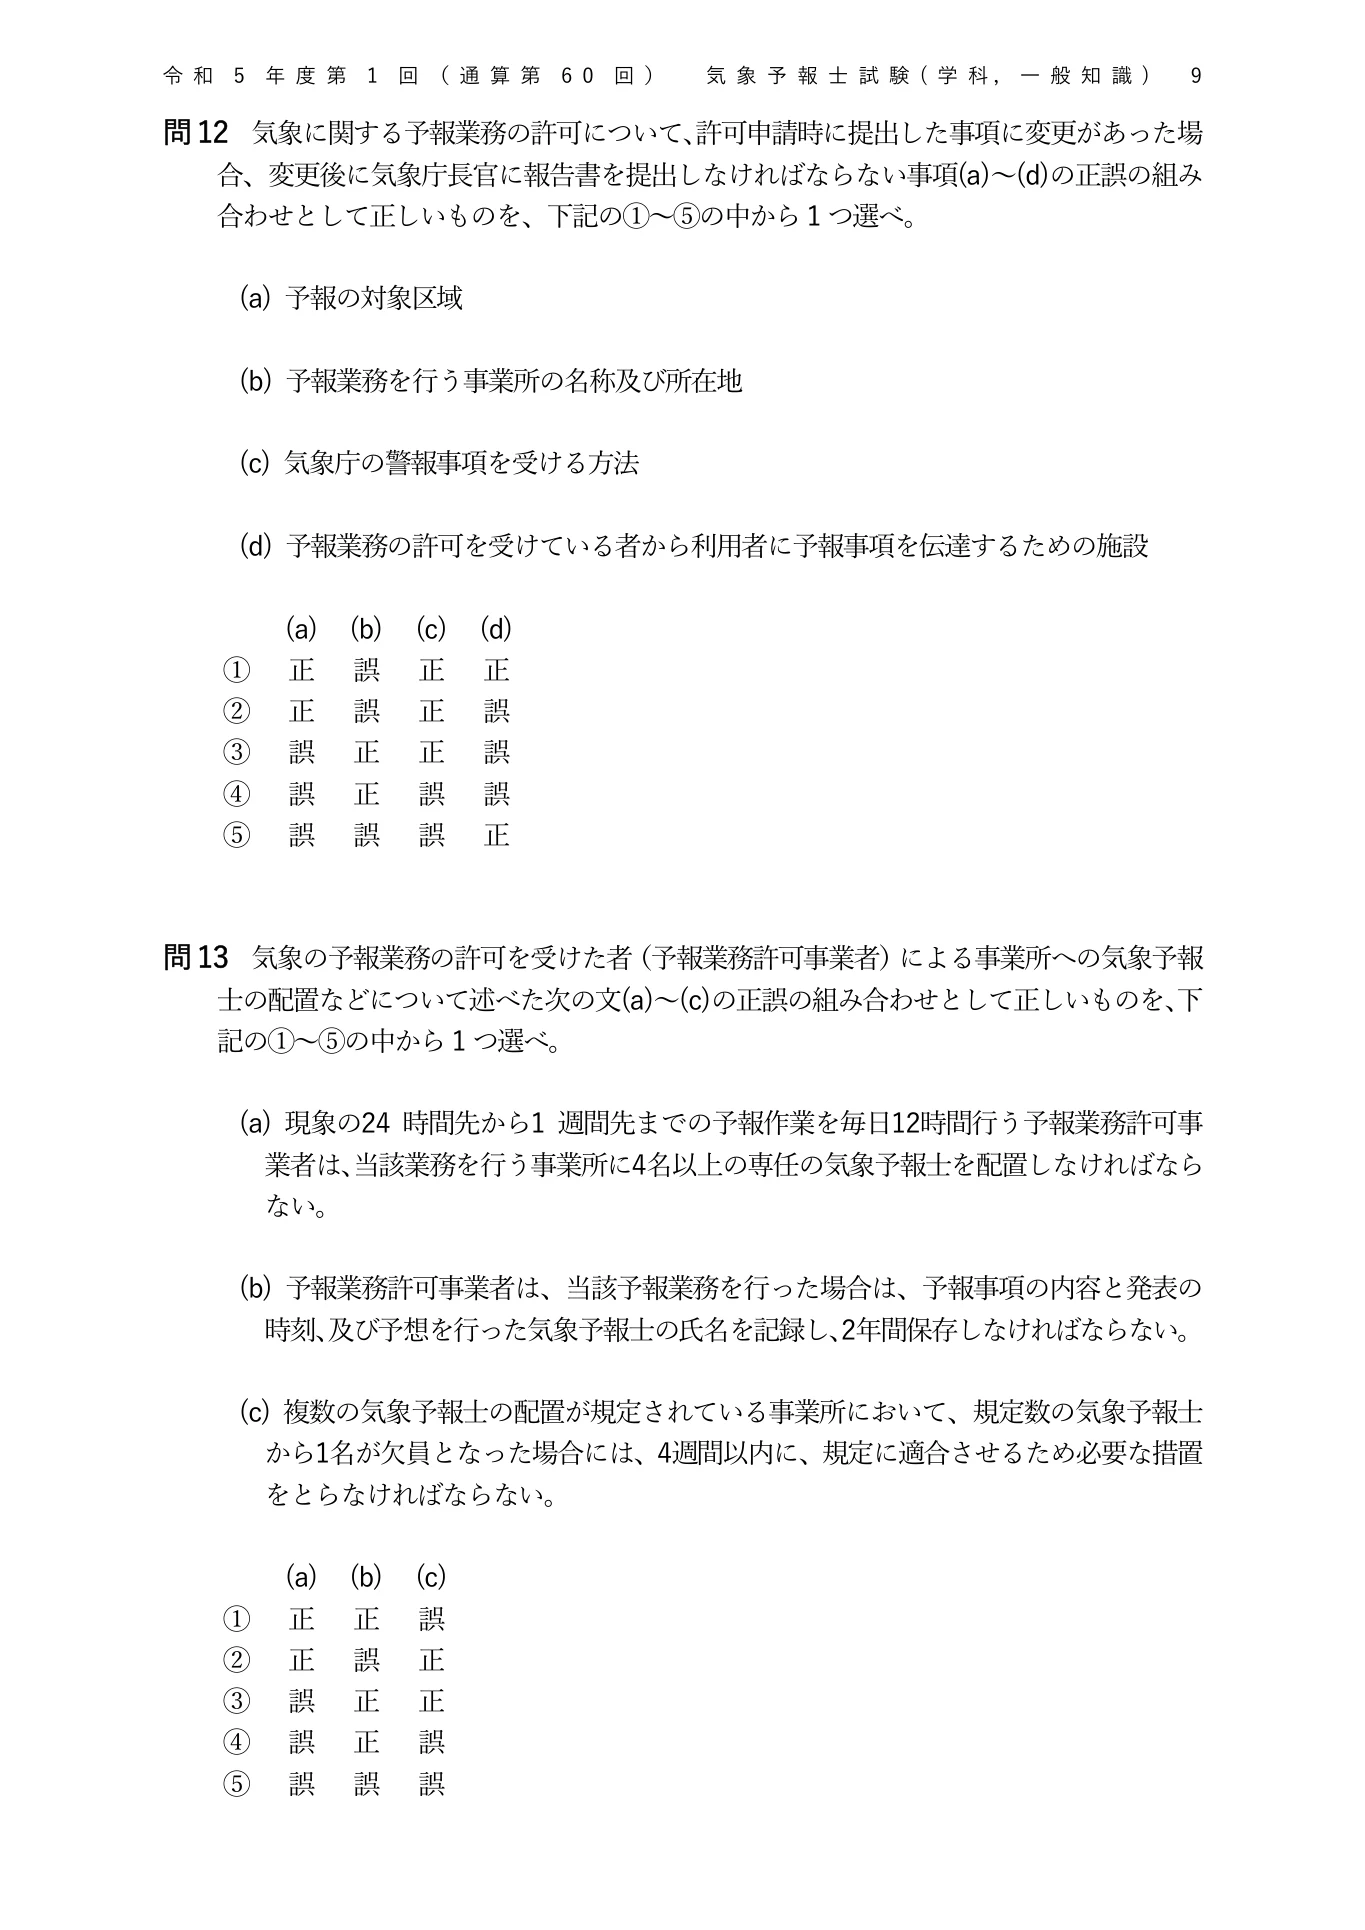 令和5年度第1回（通算第60回）　気象予報士試験(学科, 一般知識)　9
問12　気象に関する予報業務の許可について、許可申請時に提出した事項に変更があった場
合、変更後に気象庁長官に報告書を提出しなければならない事項(a)～(d)の正誤の組み
合わせとして正しいものを、下記の①～⑤の中から 1 つ選べ。
(a) 予報の対象区域
(b) 予報業務を行う事業所の名称及び所在地
(c) 気象庁の警報事項を受ける方法
(d) 予報業務の許可を受けている者から利用者に予報事項を伝達するための施設
(a) (b) (c) (d)
① 正 誤 正 正
② 正 誤 正 誤
③ 誤 正 正 誤
④ 誤 正 誤 誤
⑤ 誤 誤 誤 正
問13　気象の予報業務の許可を受けた者（予報業務許可事業者）による事業所への気象予報
士の配置などについて述べた次の文(a)～(c)の正誤の組み合わせとして正しいものを、下
記の①～⑤の中から 1 つ選べ。
(a) 現象の24 時間先から1 週間先までの予報作業を毎日12時間行う予報業務許可事
業者は、当該業務を行う事業所に4名以上の専任の気象予報士を配置しなければなら
ない。
(b) 予報業務許可事業者は、当該予報業務を行った場合は、予報事項の内容と発表の
時刻、及び予想を行った気象予報士の氏名を記録し、2年間保存しなければならない。
(c) 複数の気象予報士の配置が規定されている事業所において、規定数の気象予報士
から1名が欠員となった場合には、4週間以内に、規定に適合させるため必要な措置
をとらなければならない。
(a) (b) (c)
① 正 正 誤
② 正 誤 正
③ 誤 正 正
④ 誤 正 誤
⑤ 誤 誤 誤